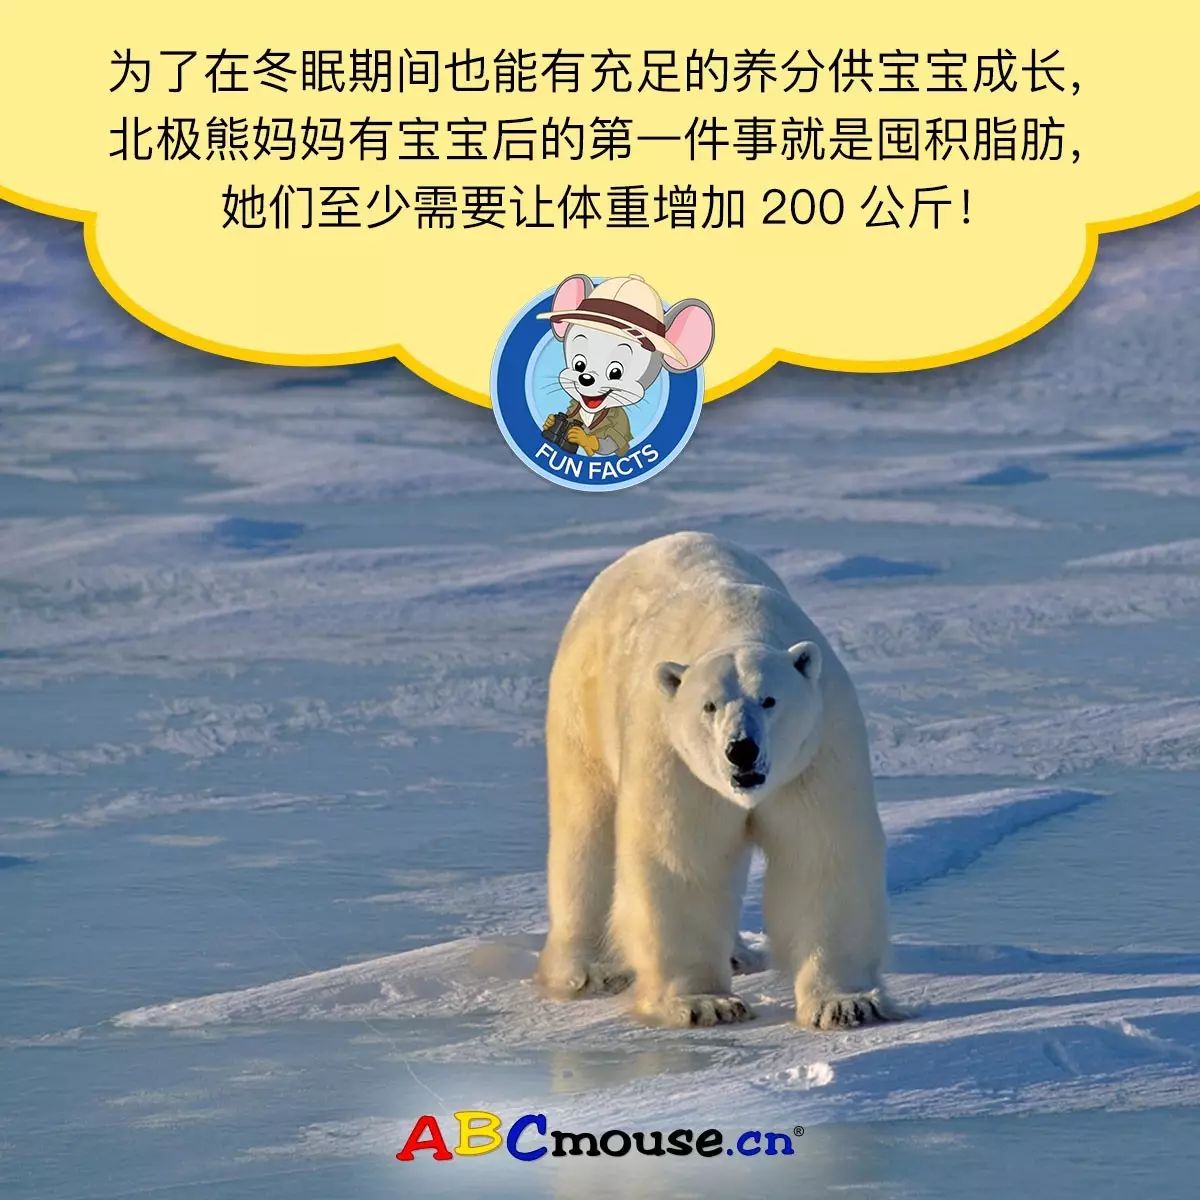 为了在冬眠期间也能有充足的养分供宝宝成长，
北极熊妈妈有宝宝后的第一件事就是囤积脂肪，
她们至少需要让体重增加 200 公斤！
FUN FACTS
ABCmouse.cn®